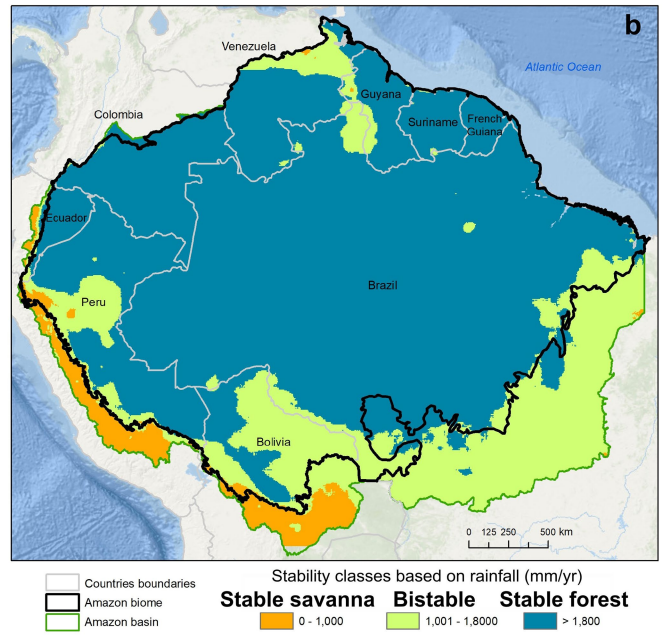 b
Venezuela
Atlantic Ocean
Guyana
Colombia
Suriname
French
Guiana
Ecuador
Brazil
Peru
Bolivia
0 125 250 500 km
Stability classes based on rainfall (mm/yr)
Countries boundaries
Stable savanna Bistable Stable forest
Amazon biome
0 - 1,000 1,001 - 1,8000 > 1,800
Amazon basin